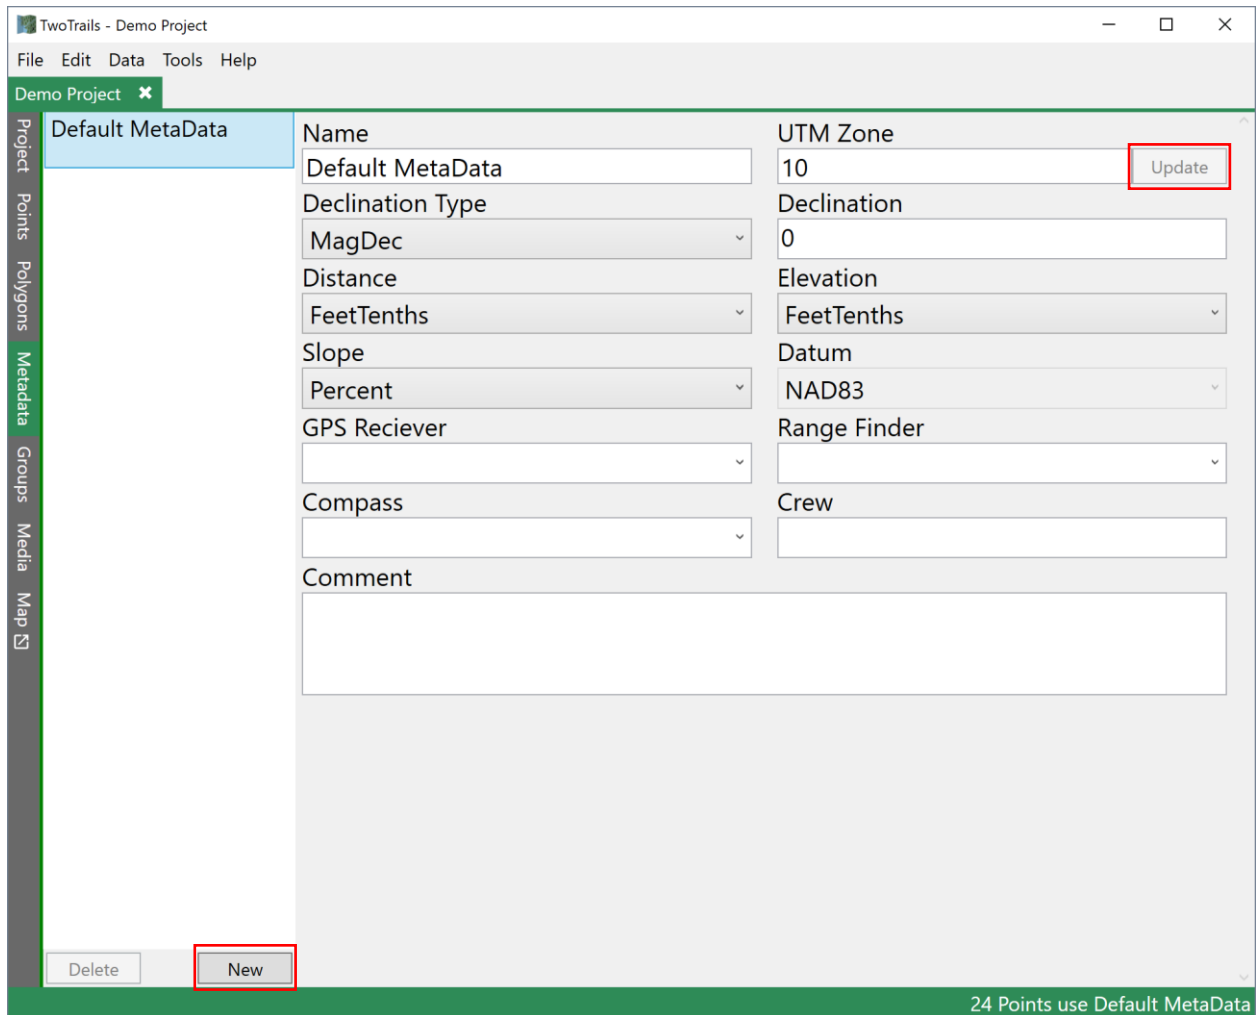 TwoTrails - Demo Project
File Edit Data Tools Help
Demo Project
Project
Points
Polygons
Metadata
Groups
Media
Map
Default MetaData
Name
Default MetaData
UTM Zone
10
Update
Declination Type
MagDec
Declination
0
Distance
FeetTenths
Elevation
FeetTenths
Slope
Percent
Datum
NAD83
GPS Reciever
Range Finder
Compass
Crew
Comment
Delete
New
24 Points use Default MetaData